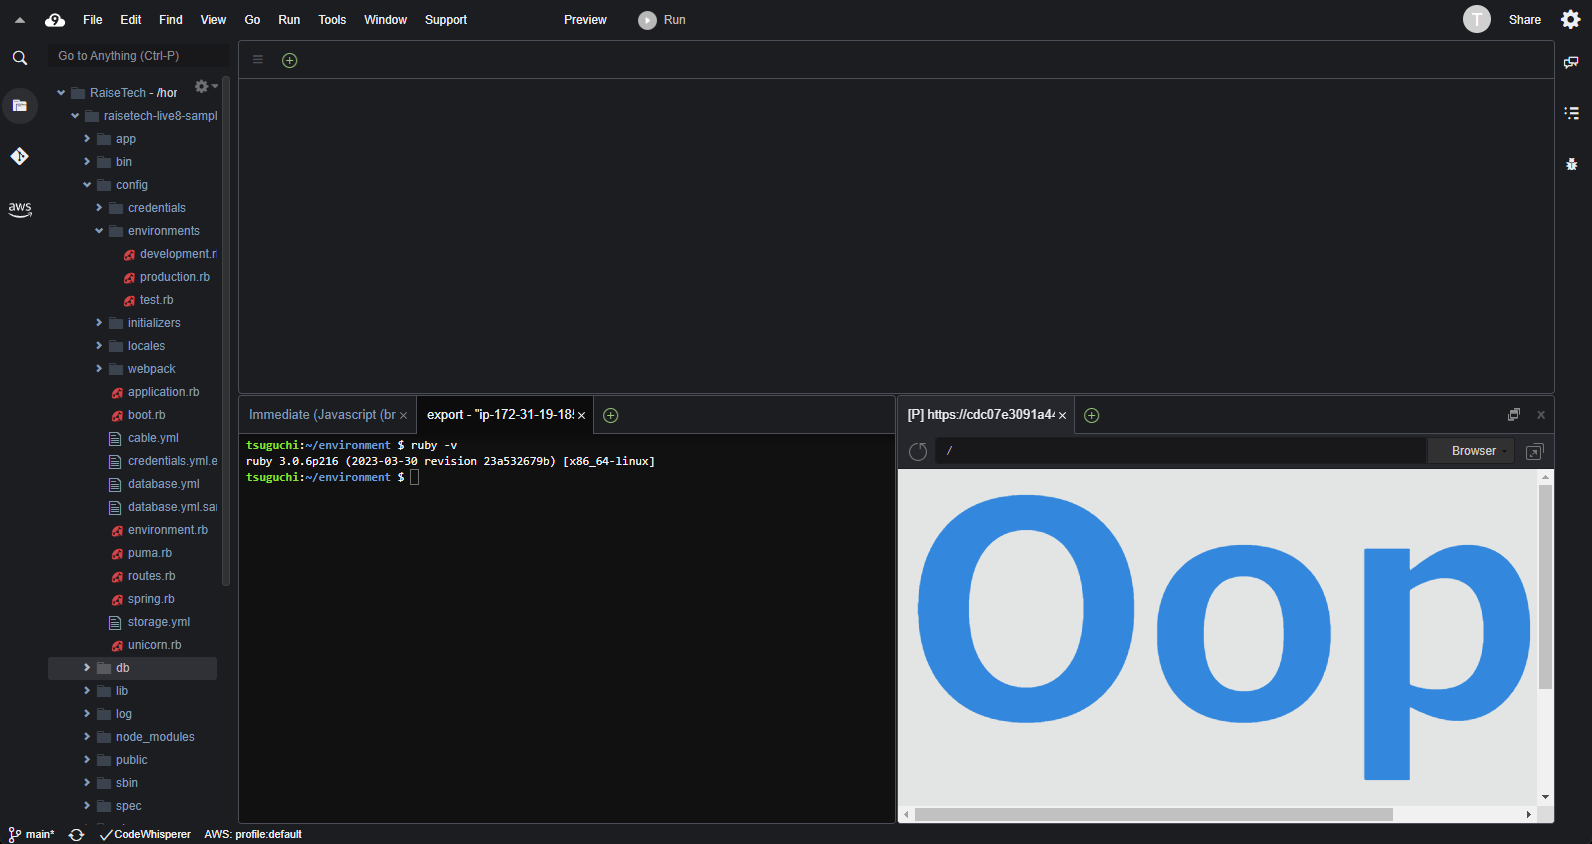 9 File Edit Find View Go Run Tools Window Support Preview Run T Share
Go to Anything (Ctrl-P)
RaiseTech - /hor
raisetech-live8-sampl
app
bin
config
credentials
environments
development.r
production.rb
test.rb
initializers
locales
webpack
application.rb
boot.rb
cable.yml
credentials.yml.e
database.yml
database.yml.sa
environment.rb
puma.rb
routes.rb
spring.rb
storage.yml
unicorn.rb
db
lib
log
node_modules
public
sbin
spec
aws
Immediate (Javascript (br × export - "ip-172-31-19-18 ×
tsuguchi:~/environment $ ruby -v
ruby 3.0.6p216 (2023-03-30 revision 23a532679b) [x86_64-linux]
tsuguchi:~/environment $
[P] https://cdc07e3091a4 ×
/ Browser
Oop
main* CodeWhisperer AWS: profile:default